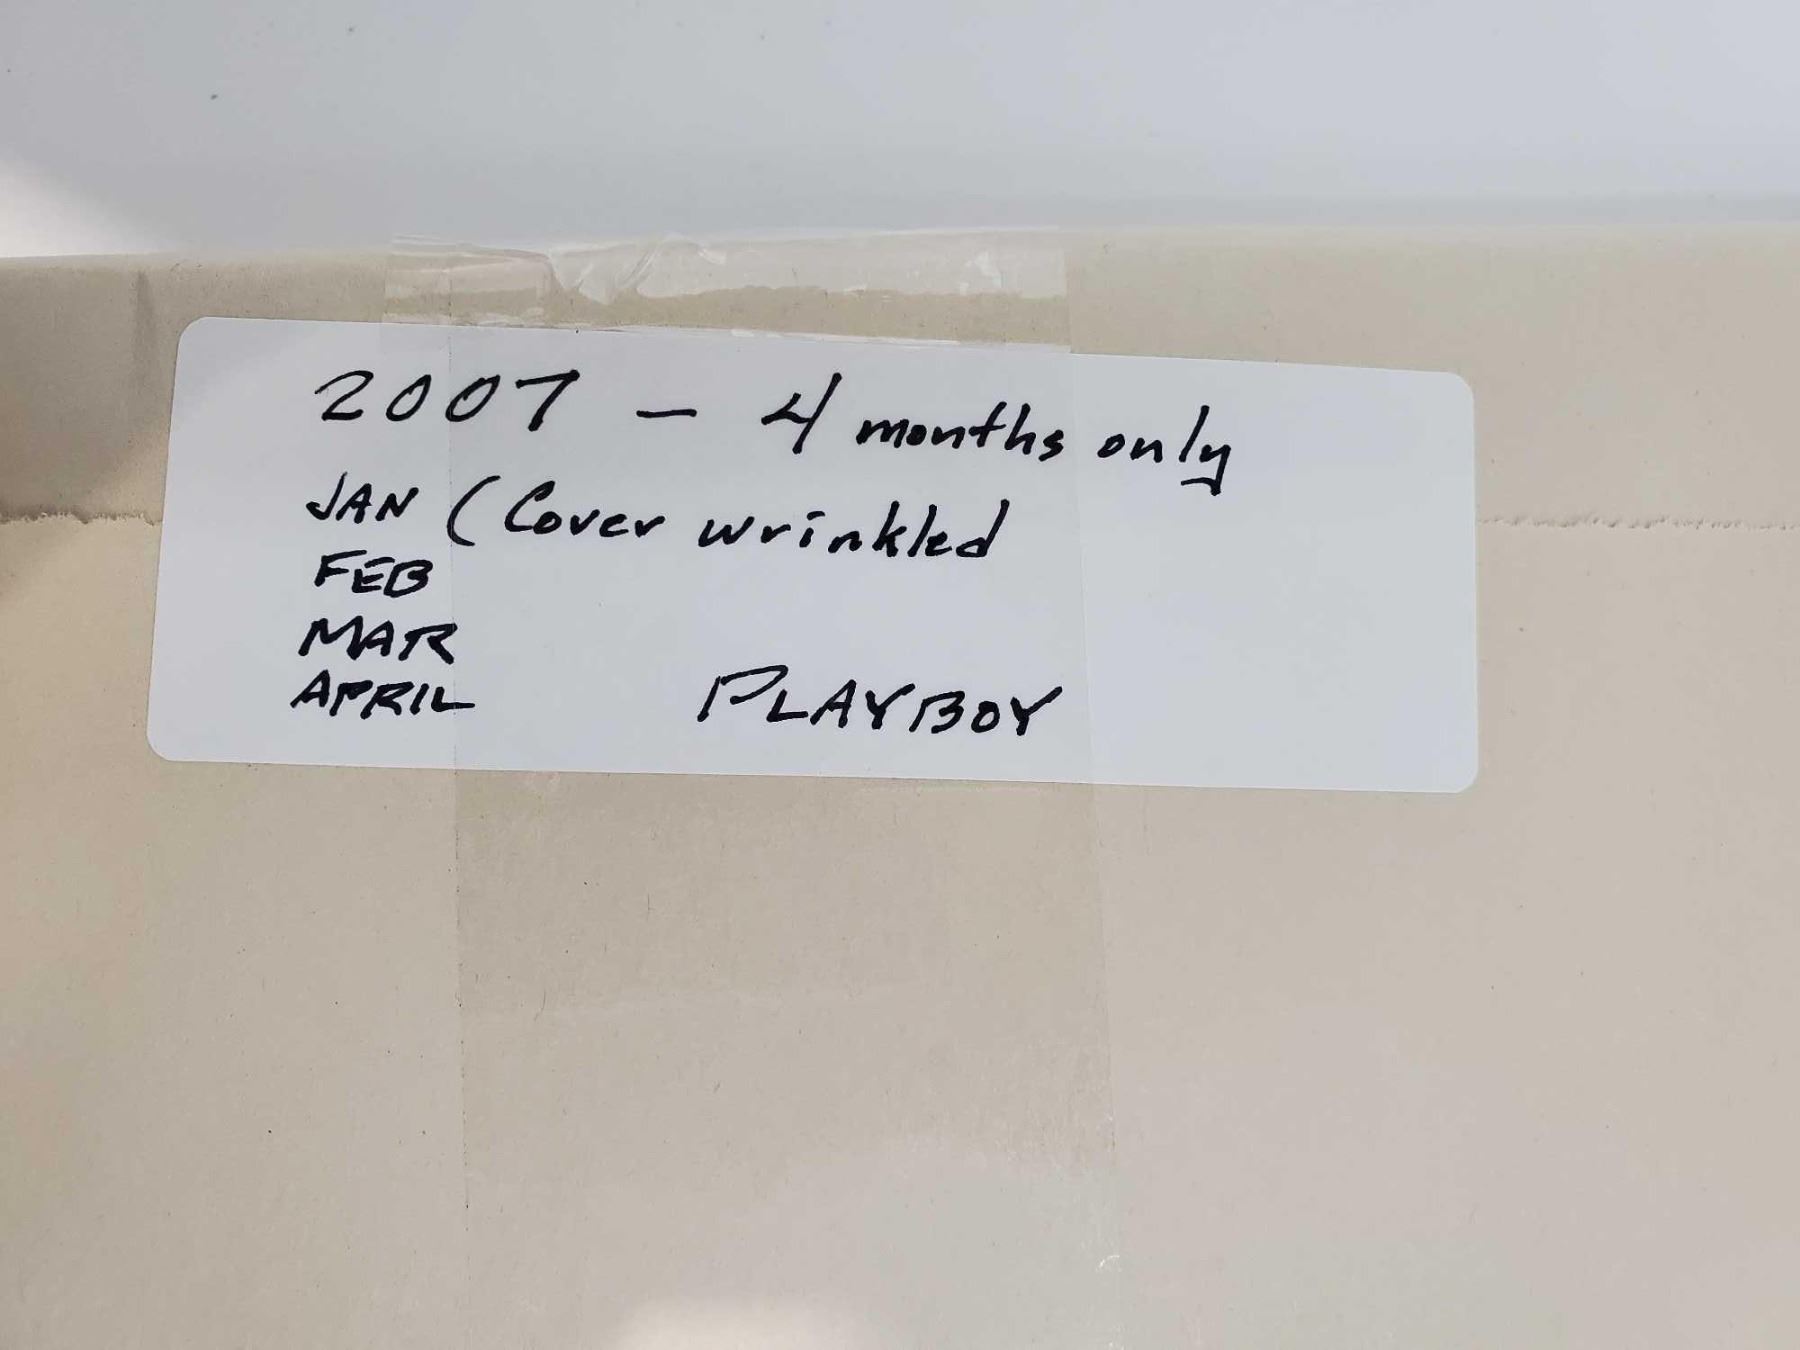 2007 - 4 months only
JAN (Cover wrinkled
FEB
MAR
APRIL PLAYBOY